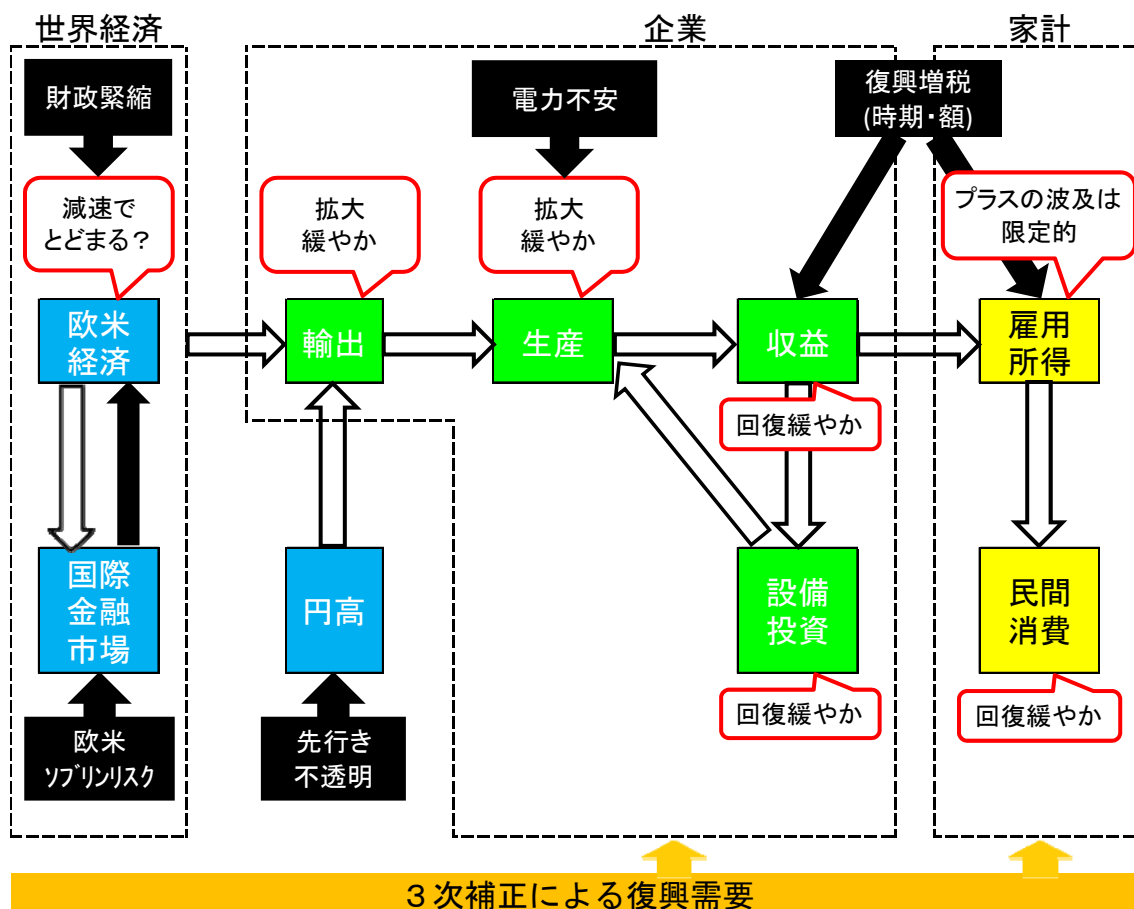 世界経済
企業
家計
財政緊縮
電力不安
復興増税
(時期・額)
減速で
とどまる?
拡大
緩やか
拡大
緩やか
プラスの波及は
限定的
欧米
経済
輸出
生産
収益
雇用
所得
回復緩やか
国際
金融
市場
円高
設備
投資
民間
消費
回復緩やか
回復緩やか
欧米
ソブリンリスク
先行き
不透明
3次補正による復興需要